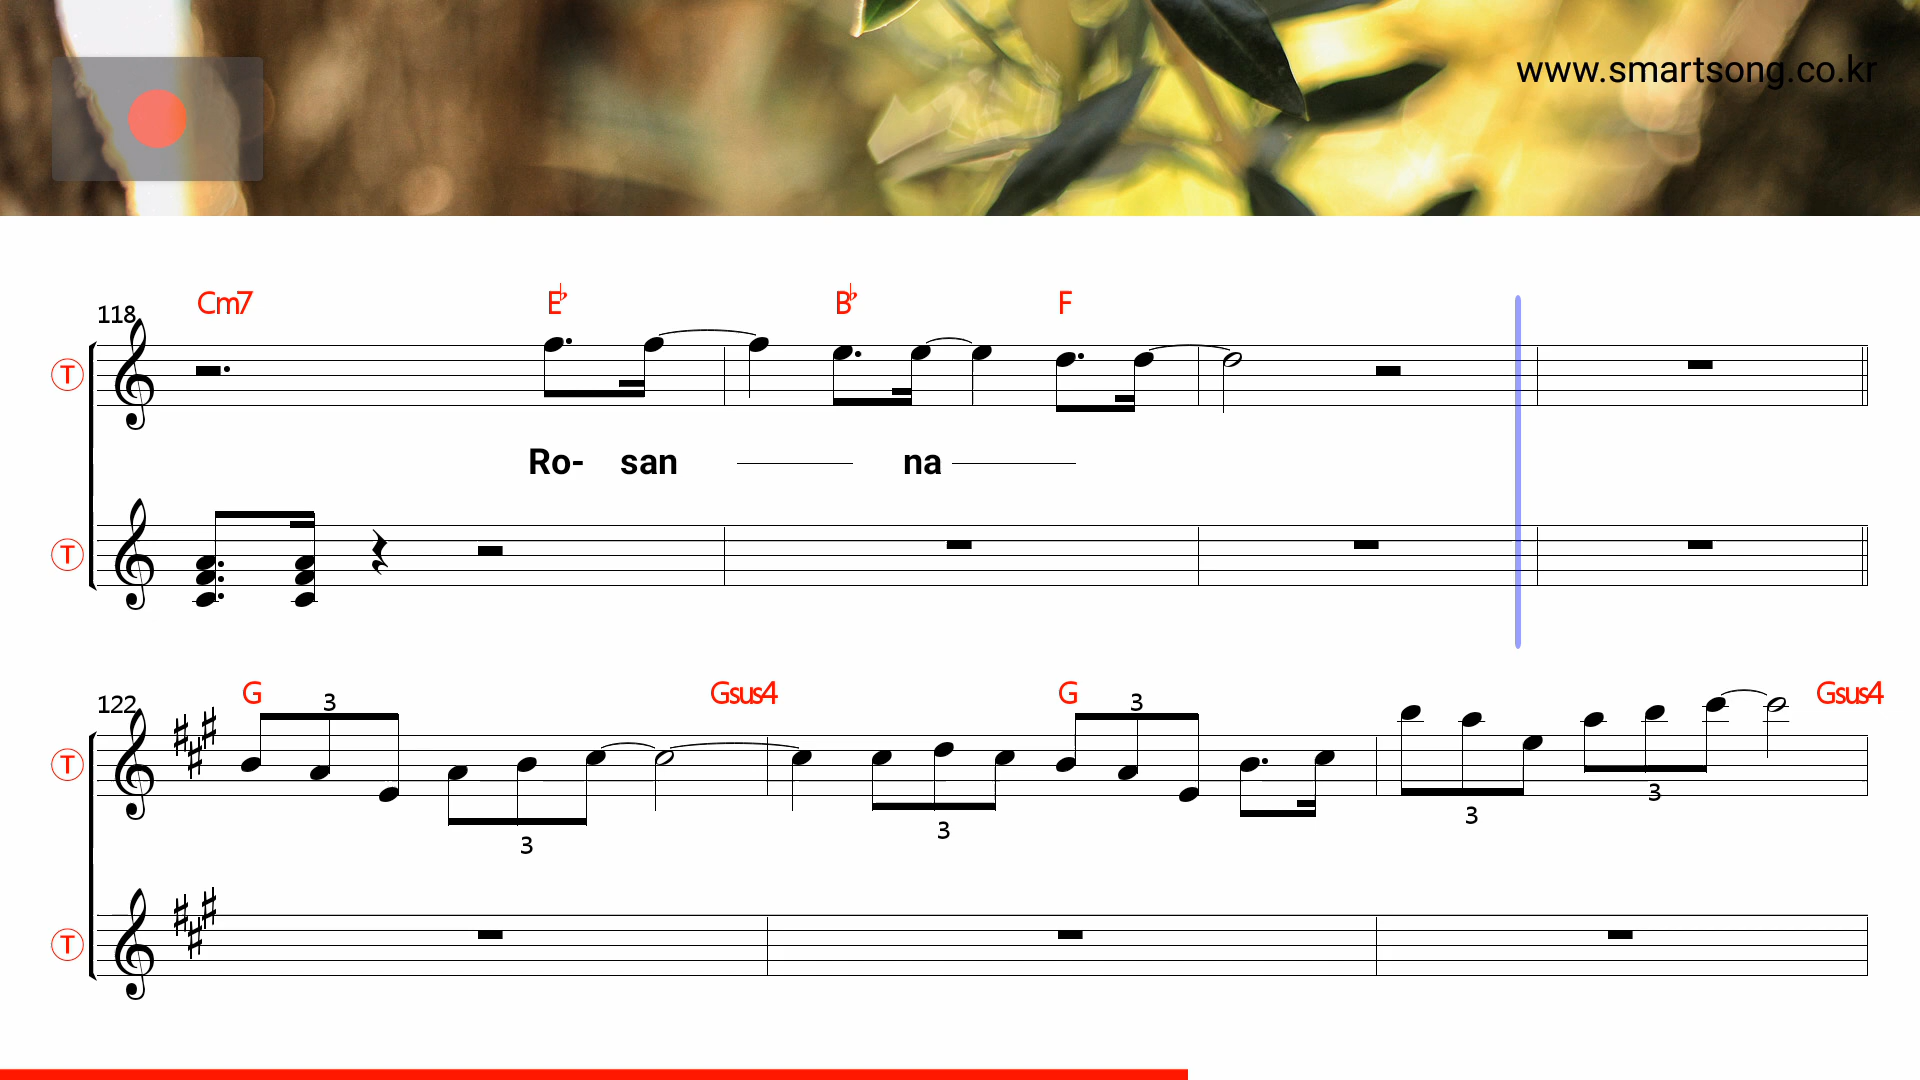 www.smartsong.co.kr
Cm7 E♭ B♭ F
118
T
Ro- san na
T
G 3 Gsus4 G 3 Gsus4
122
T
3 3 3 3
T